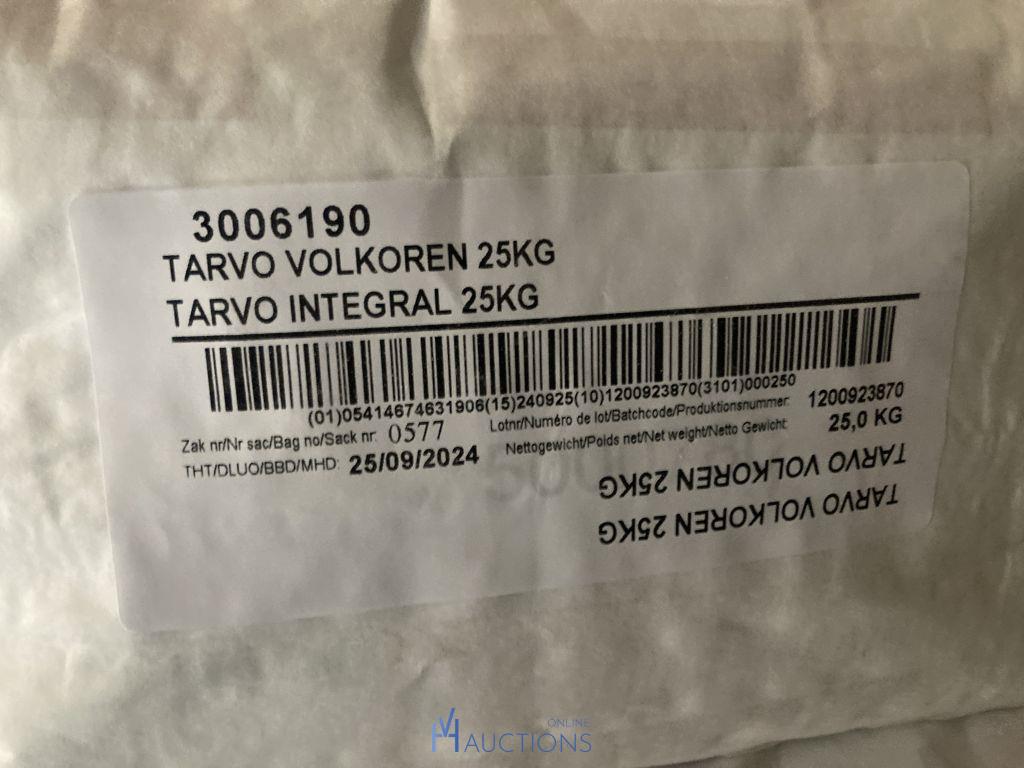 3006190
TARVO VOLKOREN 25KG
TARVO INTEGRAL 25KG
(01)05414674631906(15)240925(10)1200923870(3101)000250
Zak nr/Nr sac/Bag no/Sack nr: 0577
Lotnr/Numéro de lot/Batchcode/Produktionsnummer: 1200923870
THT/DLUO/BBD/MHD: 25/09/2024
Nettogewicht/Poids net/Net weight/Netto Gewicht: 25,0 KG
TARVO VOLKOREN 25KG
TARVO VOLKOREN 25KG
VH ONLINE
AUCTIONS